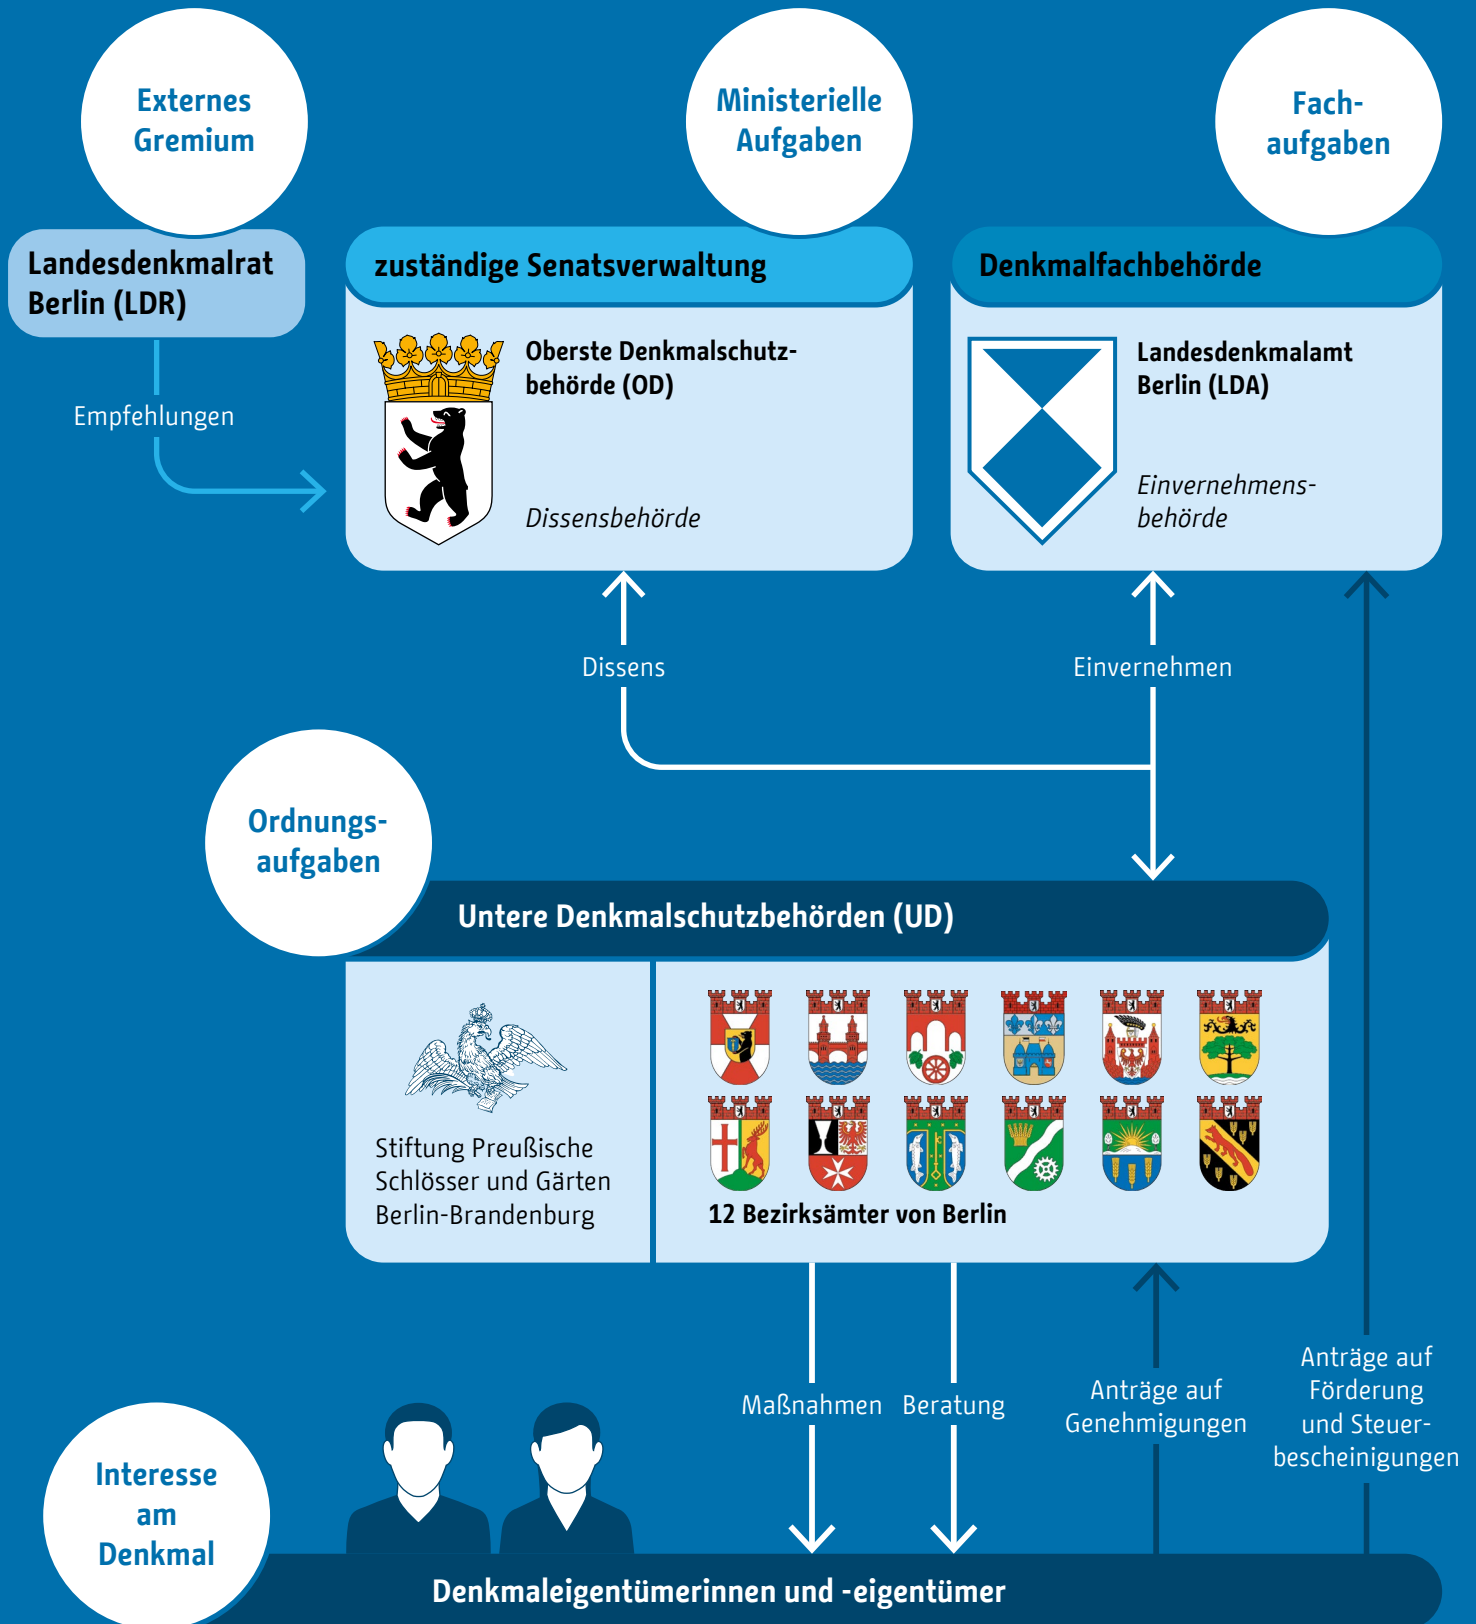 Externes
Gremium
Ministerielle
Aufgaben
Fach-
aufgaben
Landesdenkmalrat
Berlin (LDR)
zuständige Senatsverwaltung
Denkmalfachbehörde
Oberste Denkmalschutz-
behörde (OD)
Dissensbehörde
Landesdenkmalamt
Berlin (LDA)
Einvernehmens-
behörde
Empfehlungen
Dissens
Einvernehmen
Ordnungs-
aufgaben
Untere Denkmalschutzbehörden (UD)
Stiftung Preußische
Schlösser und Gärten
Berlin-Brandenburg
12 Bezirksämter von Berlin
Maßnahmen
Beratung
Anträge auf
Genehmigungen
Anträge auf
Förderung
und Steuer-
bescheinigungen
Interesse
am
Denkmal
Denkmaleigentümerinnen und -eigentümer